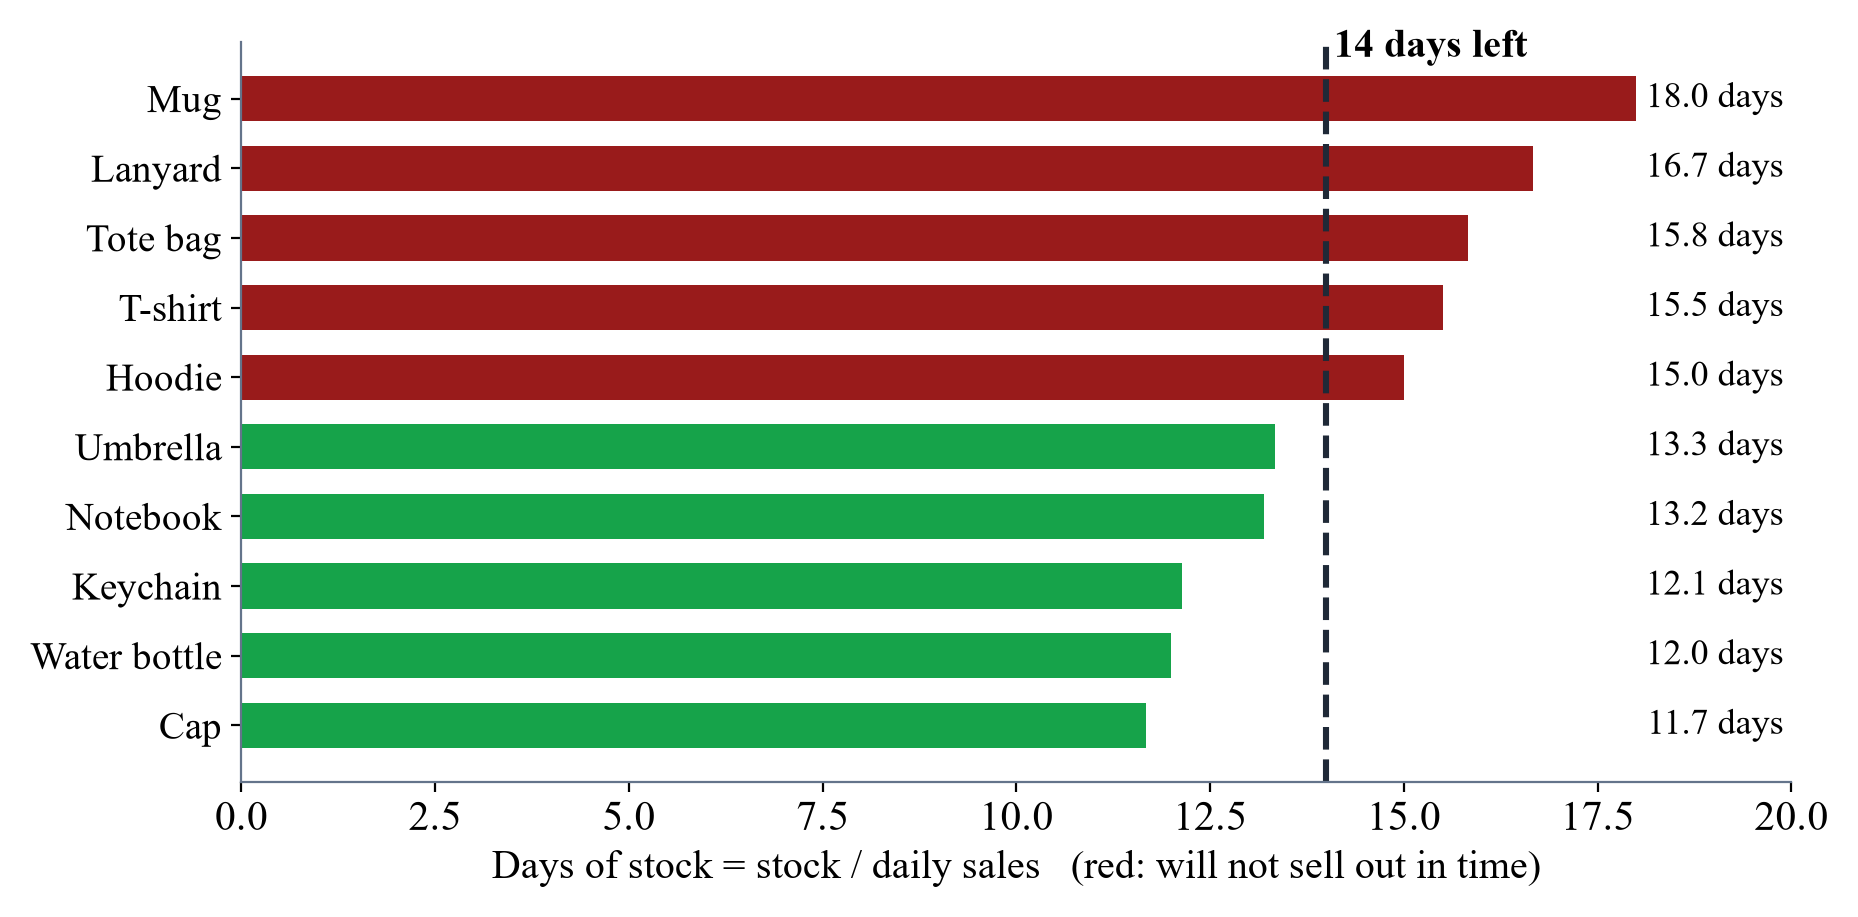 14 days left
Mug 18.0 days
Lanyard 16.7 days
Tote bag 15.8 days
T-shirt 15.5 days
Hoodie 15.0 days
Umbrella 13.3 days
Notebook 13.2 days
Keychain 12.1 days
Water bottle 12.0 days
Cap 11.7 days
0.0 2.5 5.0 7.5 10.0 12.5 15.0 17.5 20.0
Days of stock = stock / daily sales (red: will not sell out in time)